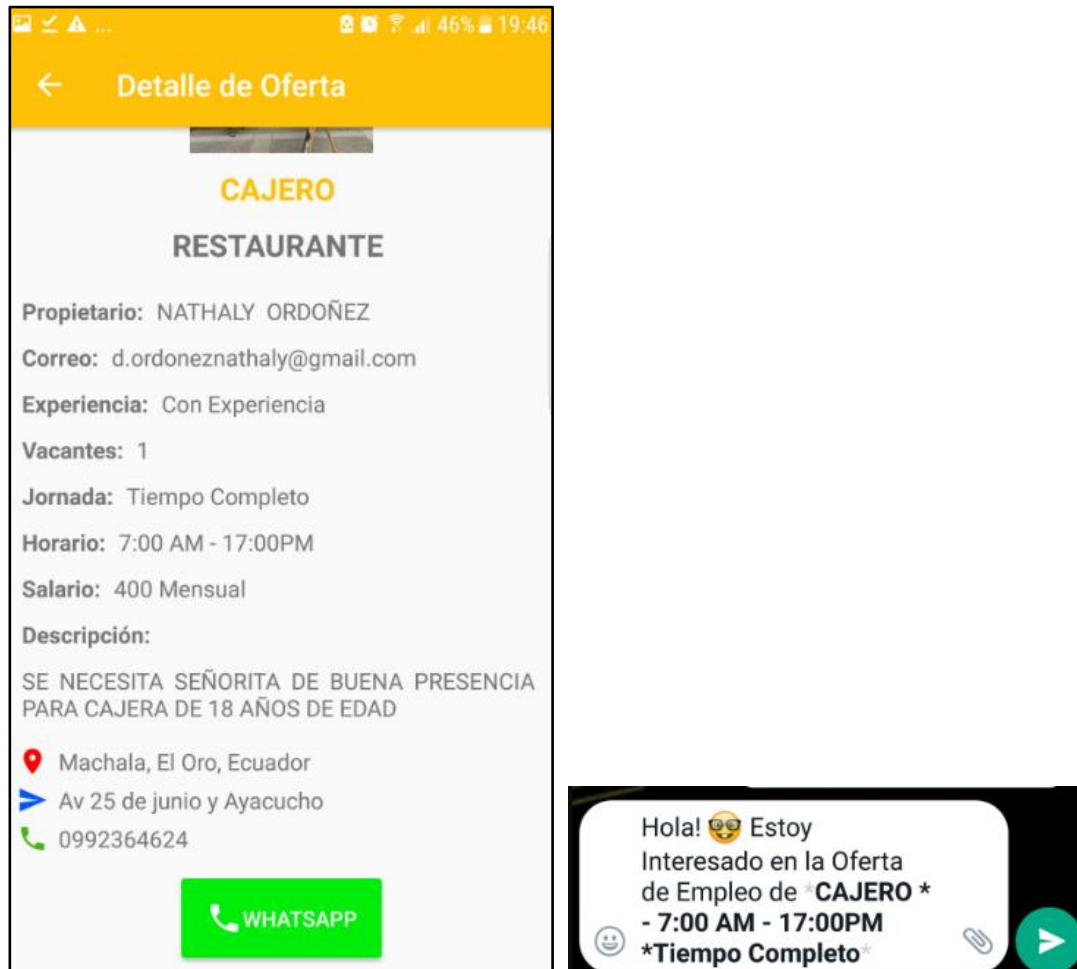 ... 46% 19:46
Detalle de Oferta
CAJERO
RESTAURANTE
Propietario: NATHALY ORDOÑEZ
Correo: d.ordoneznathaly@gmail.com
Experiencia: Con Experiencia
Vacantes: 1
Jornada: Tiempo Completo
Horario: 7:00 AM - 17:00PM
Salario: 400 Mensual
Descripción:
SE NECESITA SEÑORITA DE BUENA PRESENCIA
PARA CAJERA DE 18 AÑOS DE EDAD
Machala, El Oro, Ecuador
Av 25 de junio y Ayacucho
0992364624
WHATSAPP
Hola! 🤓 Estoy
Interesado en la Oferta
de Empleo de *CAJERO *
- 7:00 AM - 17:00PM
*Tiempo Completo*